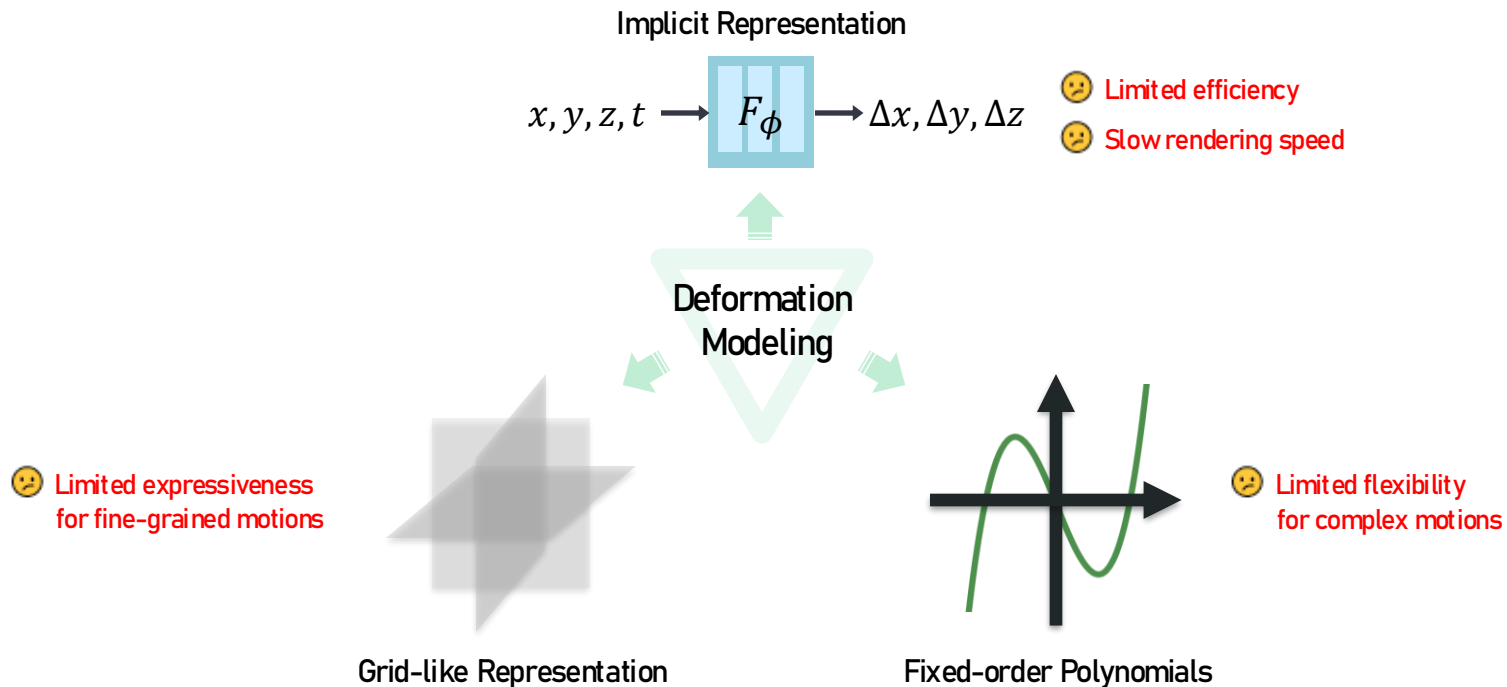 Implicit Representation
x, y, z, t
F_ϕ
Δx, Δy, Δz
Limited efficiency
Slow rendering speed
Deformation
Modeling
Limited expressiveness
for fine-grained motions
Limited flexibility
for complex motions
Grid-like Representation
Fixed-order Polynomials